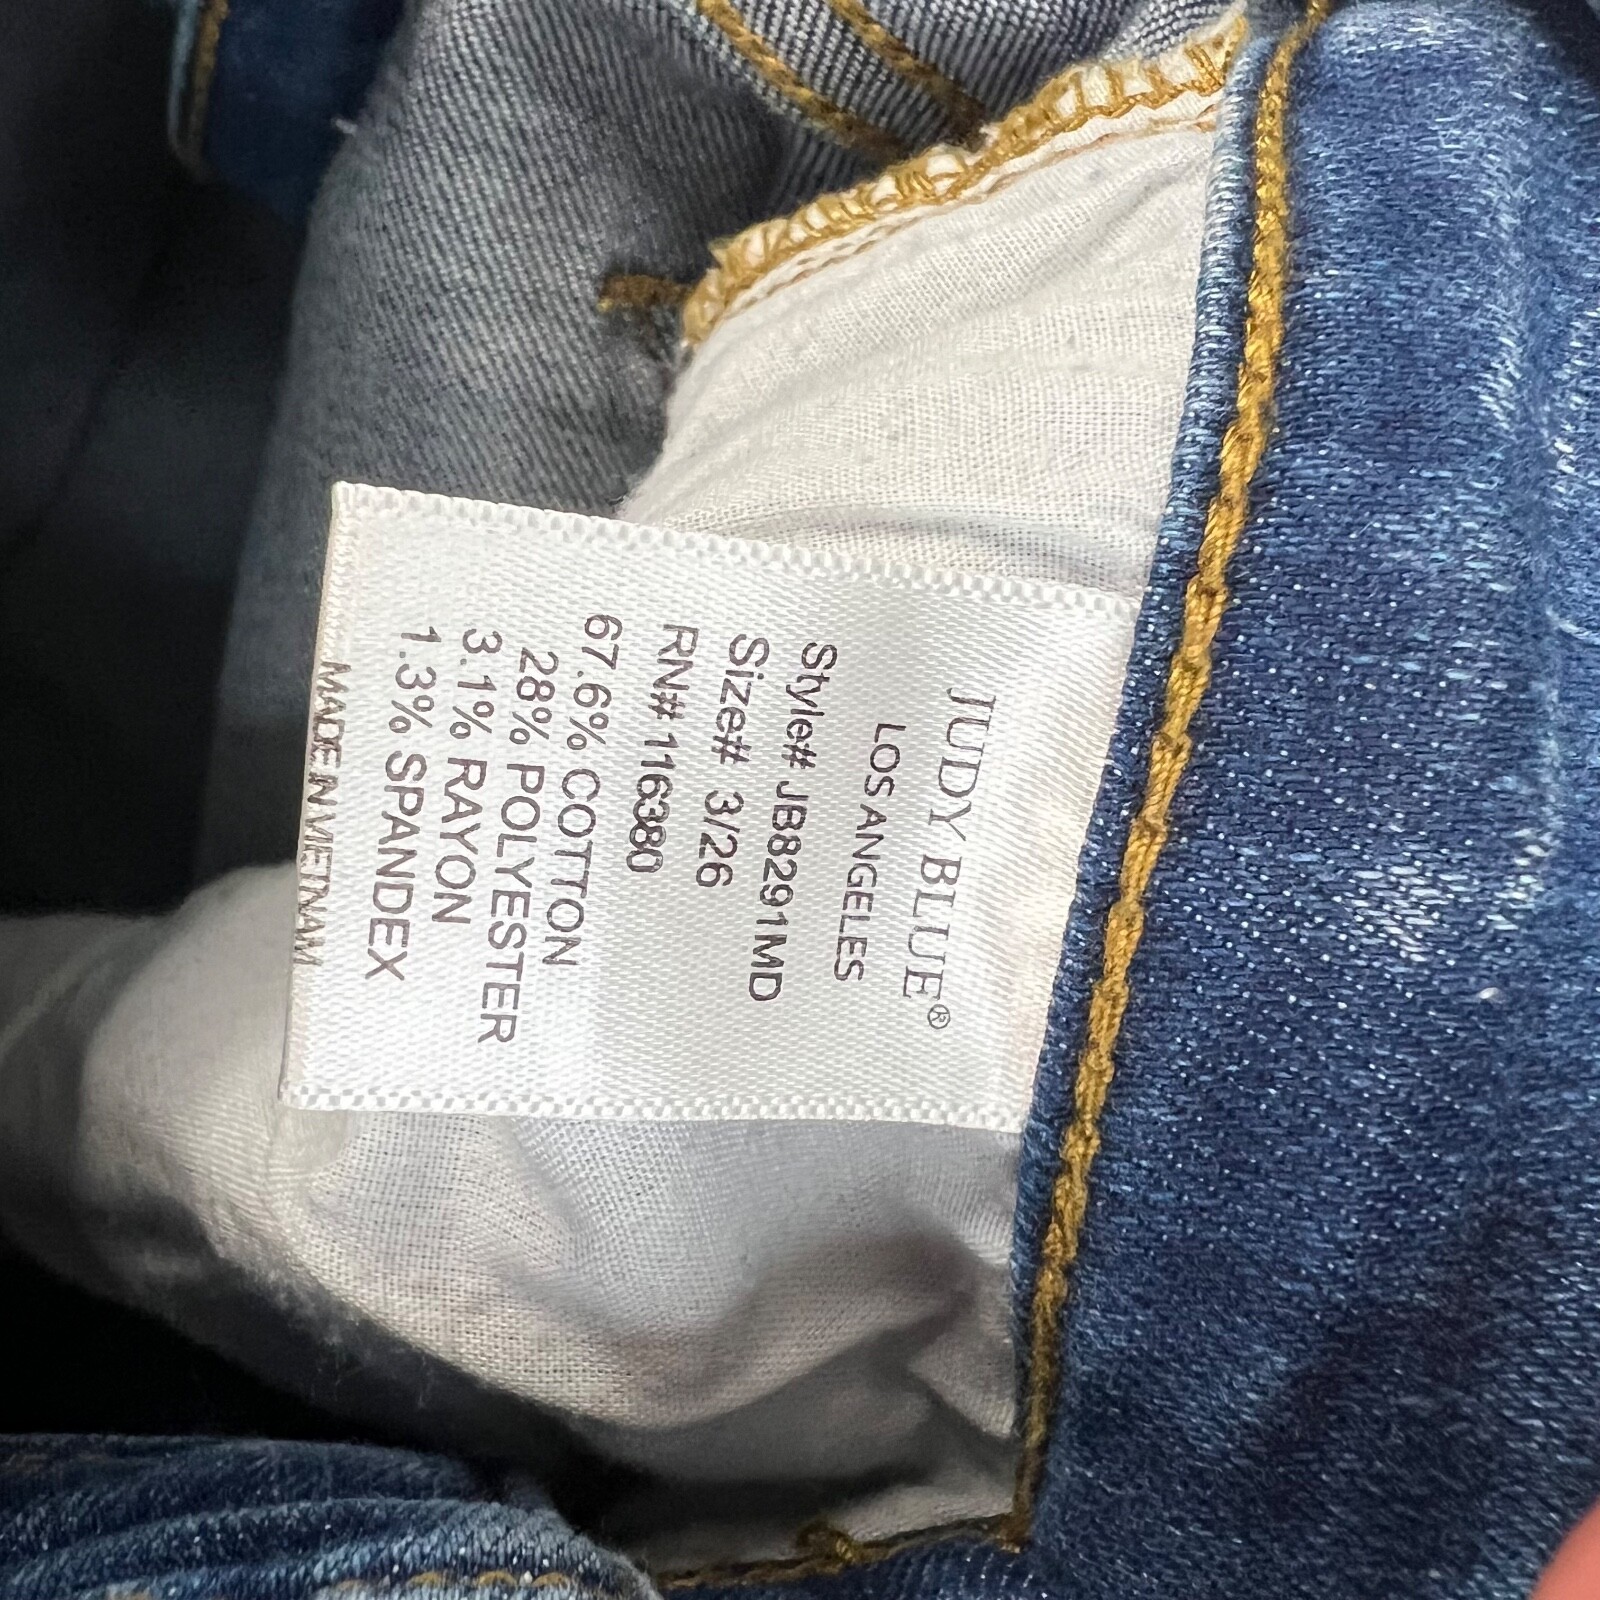 JUDY BLUE®
LOS ANGELES
Style# JB8291MD
Size# 3/26
RN# 116380
67.6% COTTON
28% POLYESTER
3.1% RAYON
1.3% SPANDEX
MADE IN VIETNAM